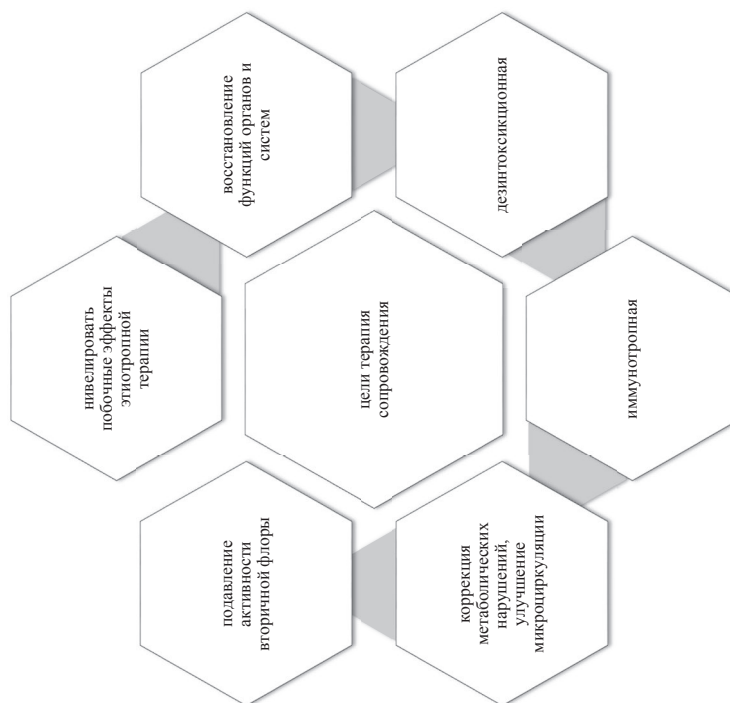 нивелировать
побочные эффекты
этиотропной
терапии
восстановление
функций органов и
систем
дезинтоксикционная
иммунотропная
коррекция
метаболических
нарушений,
улучшение
микроциркуляции
подавление
активности
вторичной флоры
цели терапия
сопровождения